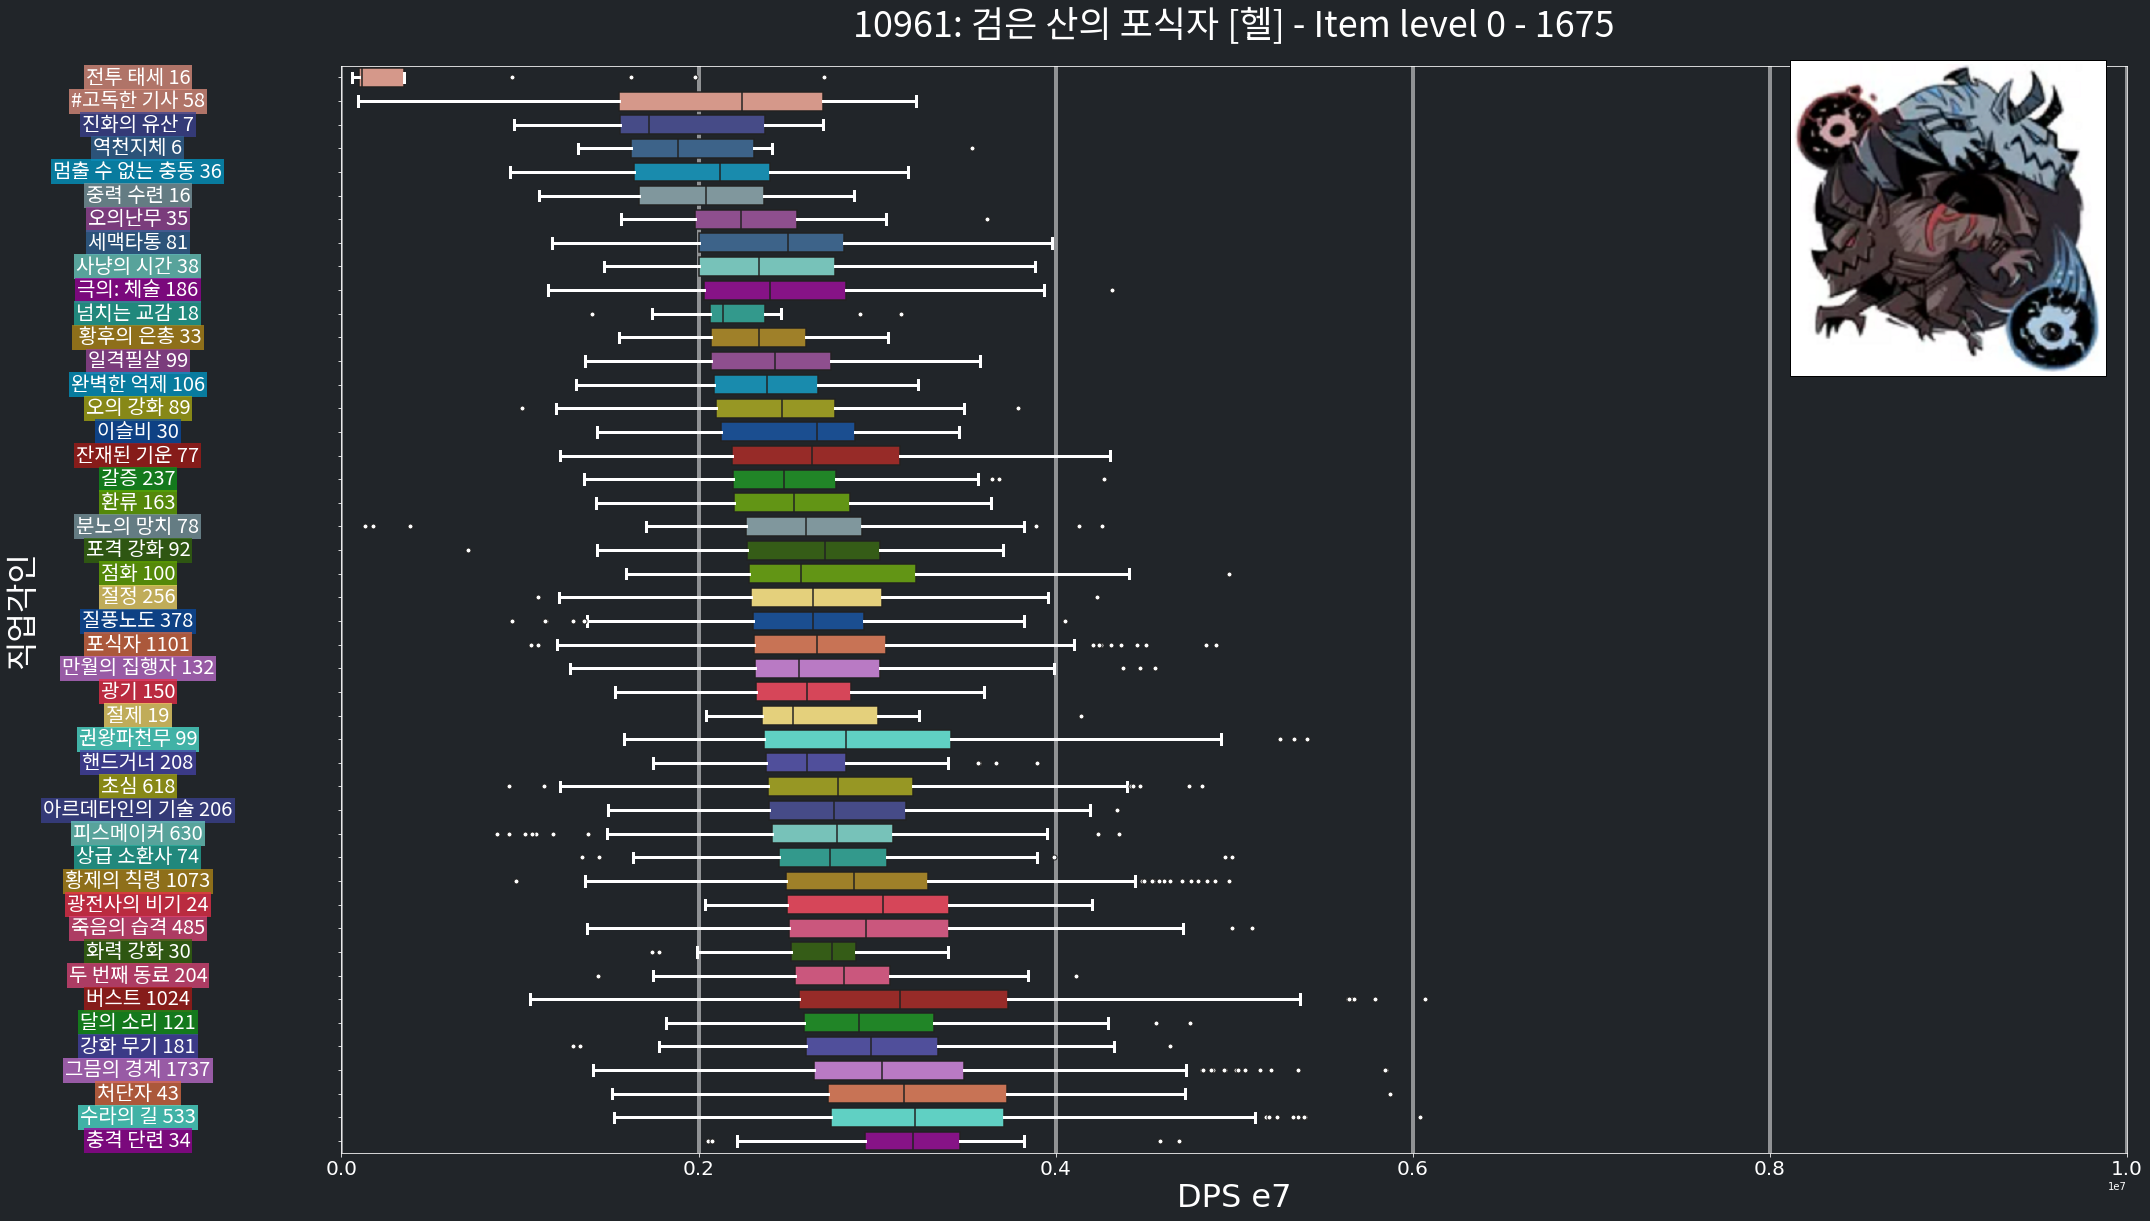 10961: 검은 산의 포식자 [헬] - Item level 0 - 1675
직업각인
전투 태세 16
#고독한 기사 58
진화의 유산 7
역천지체 6
멈출 수 없는 충동 36
중력 수련 16
오의난무 35
세맥타통 81
사냥의 시간 38
극의: 체술 186
넘치는 교감 18
황후의 은총 33
일격필살 99
완벽한 억제 106
오의 강화 89
이슬비 30
잔재된 기운 77
갈증 237
환류 163
분노의 망치 78
포격 강화 92
점화 100
절정 256
질풍노도 378
포식자 1101
만월의 집행자 132
광기 150
절제 19
권왕파천무 99
핸드거너 208
초심 618
아르데타인의 기술 206
피스메이커 630
상급 소환사 74
황제의 칙령 1073
광전사의 비기 24
죽음의 습격 485
화력 강화 30
두 번째 동료 204
버스트 1024
달의 소리 121
강화 무기 181
그믐의 경계 1737
처단자 43
수라의 길 533
충격 단련 34
0.0 0.2 0.4 0.6 0.8 1.0
1e7
DPS e7